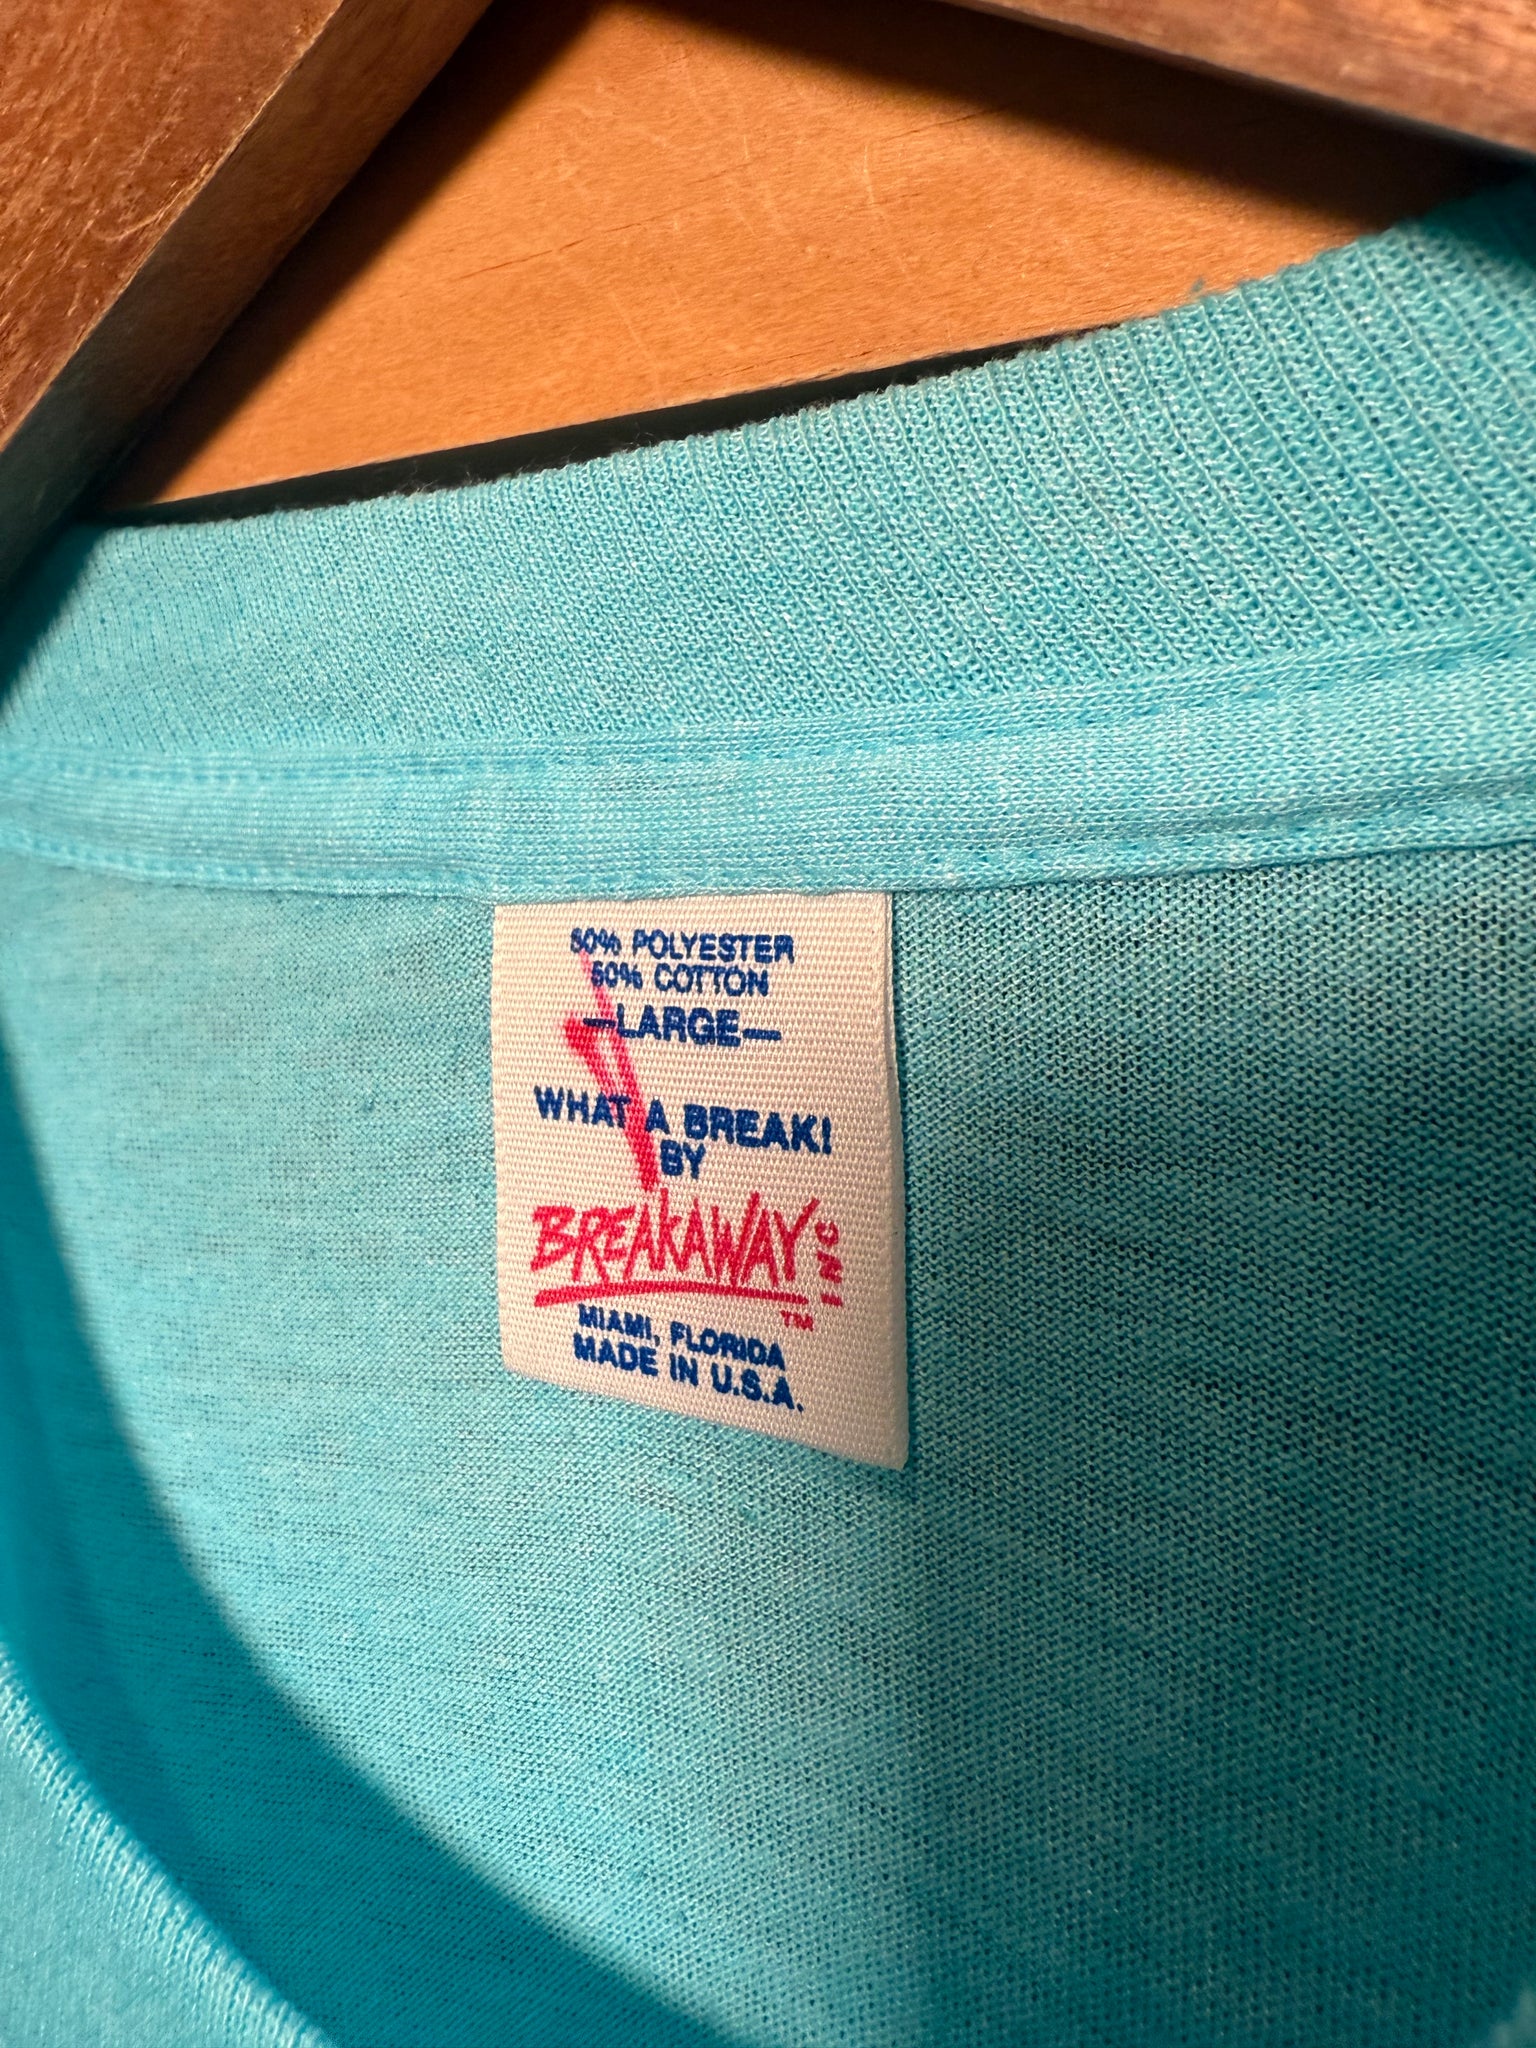 50% POLYESTER
50% COTTON
—LARGE—
WHAT A BREAK!
BY
BREAKAWAY INC
TM
MIAMI, FLORIDA
MADE IN U.S.A.